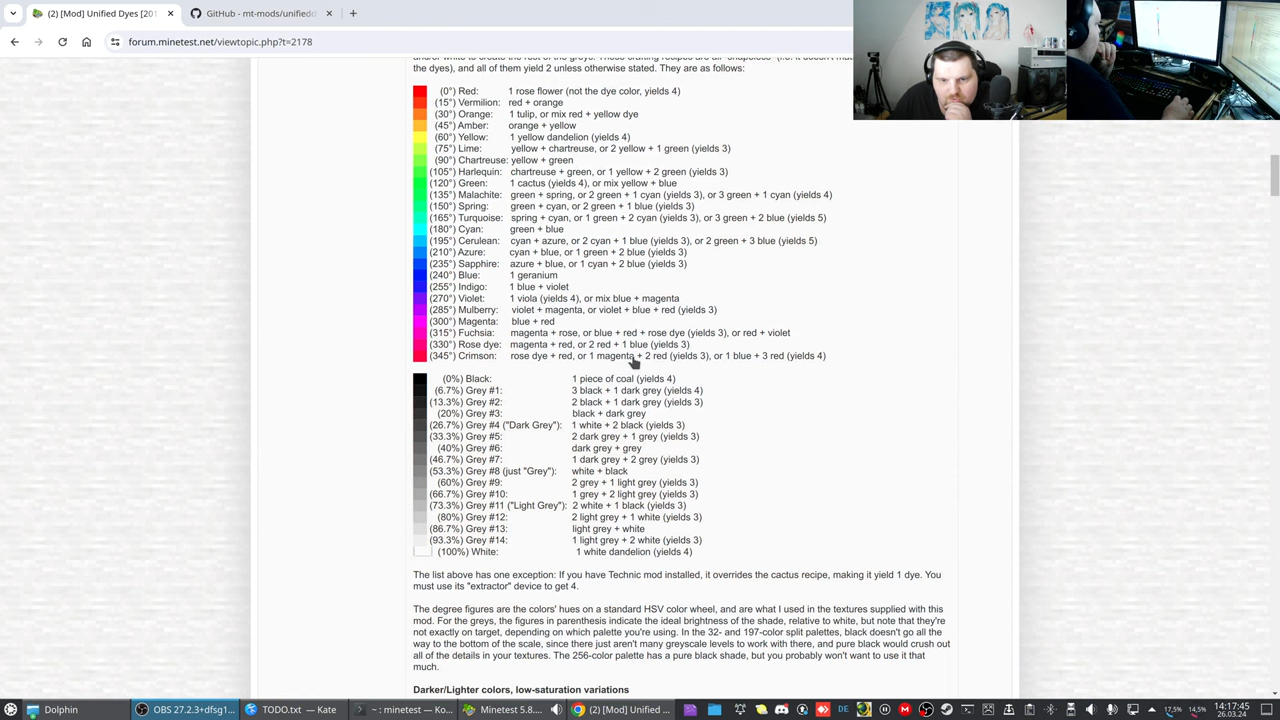 (2) [Mod] Unified Dyes [201
GitHub - mt-mods/unifiedd
forum.minetest.net/viewtopic.php?t=2178
the dyes), and all of them yield 2 unless otherwise stated. They are as follows:
(0°) Red: 1 rose flower (not the dye color, yields 4)
(15°) Vermilion: red + orange
(30°) Orange: 1 tulip, or mix red + yellow dye
(45°) Amber: orange + yellow
(60°) Yellow: 1 yellow dandelion (yields 4)
(75°) Lime: yellow + chartreuse, or 2 yellow + 1 green (yields 3)
(90°) Chartreuse: yellow + green
(105°) Harlequin: chartreuse + green, or 1 yellow + 2 green (yields 3)
(120°) Green: 1 cactus (yields 4), or mix yellow + blue
(135°) Malachite: green + spring, or 2 green + 1 cyan (yields 3), or 3 green + 1 cyan (yields 4)
(150°) Spring: green + cyan, or 2 green + 1 blue (yields 3)
(165°) Turquoise: spring + cyan, or 1 green + 2 cyan (yields 3), or 3 green + 2 blue (yields 5)
(180°) Cyan: green + blue
(195°) Cerulean: cyan + azure, or 2 cyan + 1 blue (yields 3), or 2 green + 3 blue (yields 5)
(210°) Azure: cyan + blue, or 1 green + 2 blue (yields 3)
(235°) Sapphire: azure + blue, or 1 cyan + 2 blue (yields 3)
(240°) Blue: 1 geranium
(255°) Indigo: 1 blue + violet
(270°) Violet: 1 viola (yields 4), or mix blue + magenta
(285°) Mulberry: violet + magenta, or violet + blue + red (yields 3)
(300°) Magenta: blue + red
(315°) Fuchsia: magenta + rose, or blue + red + rose dye (yields 3), or red + violet
(330°) Rose dye: magenta + red, or 2 red + 1 blue (yields 3)
(345°) Crimson: rose dye + red, or 1 magenta + 2 red (yields 3), or 1 blue + 3 red (yields 4)
(0%) Black: 1 piece of coal (yields 4)
(6.7%) Grey #1: 3 black + 1 dark grey (yields 4)
(13.3%) Grey #2: 2 black + 1 dark grey (yields 3)
(20%) Grey #3: black + dark grey
(26.7%) Grey #4 ("Dark Grey"): 1 white + 2 black (yields 3)
(33.3%) Grey #5: 2 dark grey + 1 grey (yields 3)
(40%) Grey #6: dark grey + grey
(46.7%) Grey #7: 1 dark grey + 2 grey (yields 3)
(53.3%) Grey #8 (just "Grey"): white + black
(60%) Grey #9: 2 grey + 1 light grey (yields 3)
(66.7%) Grey #10: 1 grey + 2 light grey (yields 3)
(73.3%) Grey #11 ("Light Grey"): 2 white + 1 black (yields 3)
(80%) Grey #12: 2 light grey + 1 white (yields 3)
(86.7%) Grey #13: light grey + white
(93.3%) Grey #14: 1 light grey + 2 white (yields 3)
(100%) White: 1 white dandelion (yields 4)
The list above has one exception: If you have Technic mod installed, it overrides the cactus recipe, making it yield 1 dye. You
must use its "extractor" device to get 4.
The degree figures are the colors' hues on a standard HSV color wheel, and are what I used in the textures supplied with this
mod. For the greys, the figures in parenthesis indicate the ideal brightness of the shade, relative to white, but note that they're
not exactly on target, depending on which palette you're using. In the 32- and 197-color split palettes, black doesn't go all the
way to the bottom of the scale, since there just aren't many greyscale levels to work with there, and pure black would crush out
all of the details in your textures. The 256-color palette has a pure black shade, but you probably won't want to use it that
much.
Darker/Lighter colors, low-saturation variations
Dolphin
OBS 27.2.3+dfsg1...
TODO.txt — Kate
~ : minetest — Ko...
Minetest 5.8....
(2) [Mod] Unified ...
DE
17,5%
14,5%
14:17:45
26.03.24